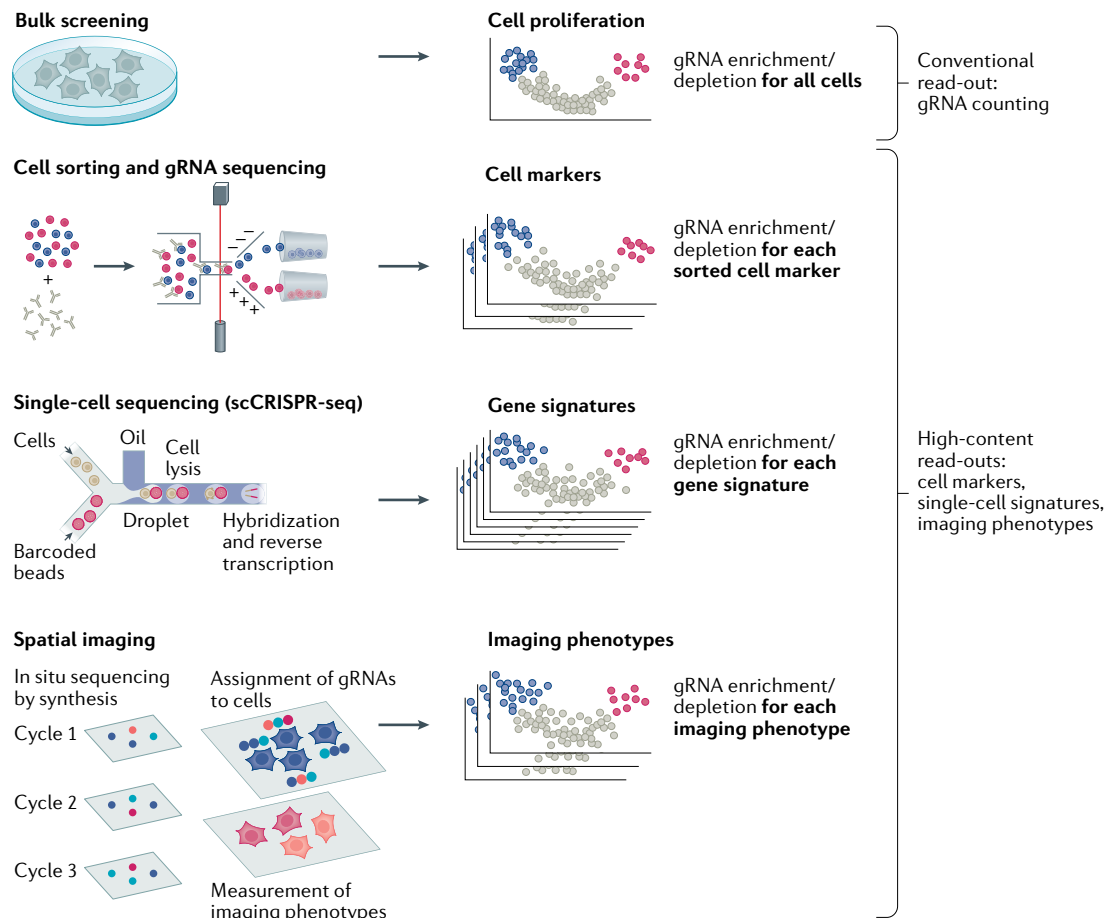 Bulk screening
Cell proliferation
gRNA enrichment/
depletion for all cells
Conventional
read-out:
gRNA counting
Cell sorting and gRNA sequencing
+
− − −
+ + +
Cell markers
gRNA enrichment/
depletion for each
sorted cell marker
Single-cell sequencing (scCRISPR-seq)
Cells
Oil
Cell
lysis
Droplet
Hybridization
and reverse
transcription
Barcoded
beads
Gene signatures
gRNA enrichment/
depletion for each
gene signature
High-content
read-outs:
cell markers,
single-cell signatures,
imaging phenotypes
Spatial imaging
In situ sequencing
by synthesis
Cycle 1
Cycle 2
Cycle 3
Assignment of gRNAs
to cells
Measurement of
imaging phenotypes
Imaging phenotypes
gRNA enrichment/
depletion for each
imaging phenotype